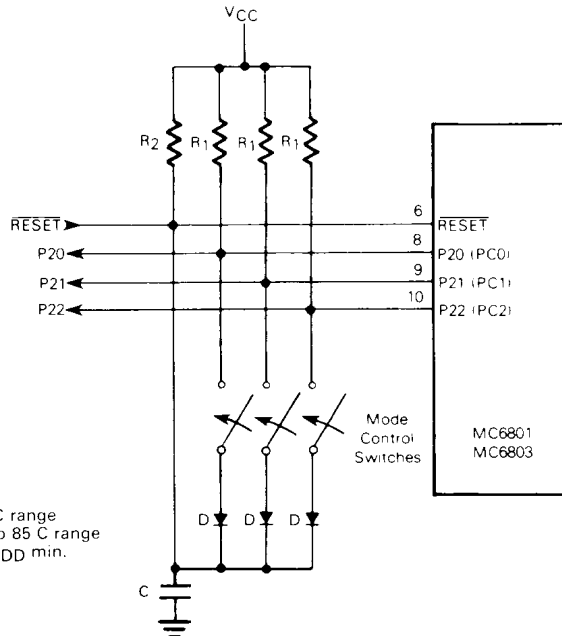 VCC
R2 R1 R1 R1
RESET
P20
P21
P22
6
8
9
10
RESET
P20 (PC0)
P21 (PC1)
P22 (PC2)
Mode
Control
Switches
MC6801
MC6803
D D D
C range
85 C range
DD min.
C